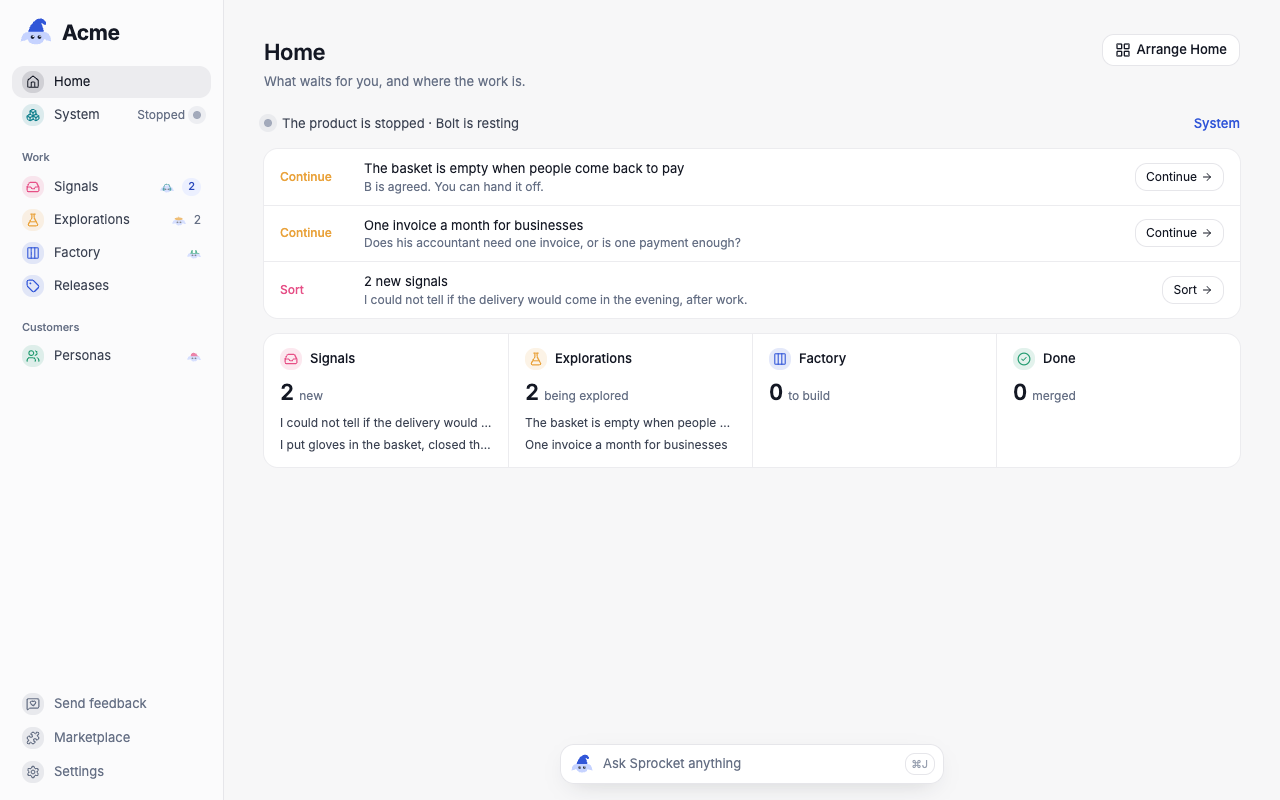 Acme
Home
System
Stopped
Work
Signals
2
Explorations
2
Factory
Releases
Customers
Personas
Send feedback
Marketplace
Settings
Home
What waits for you, and where the work is.
Arrange Home
The product is stopped · Bolt is resting
System
Continue
The basket is empty when people come back to pay
B is agreed. You can hand it off.
Continue →
Continue
One invoice a month for businesses
Does his accountant need one invoice, or is one payment enough?
Continue →
Sort
2 new signals
I could not tell if the delivery would come in the evening, after work.
Sort →
Signals
2 new
I could not tell if the delivery would ...
I put gloves in the basket, closed th...
Explorations
2 being explored
The basket is empty when people ...
One invoice a month for businesses
Factory
0 to build
Done
0 merged
Ask Sprocket anything
⌘J